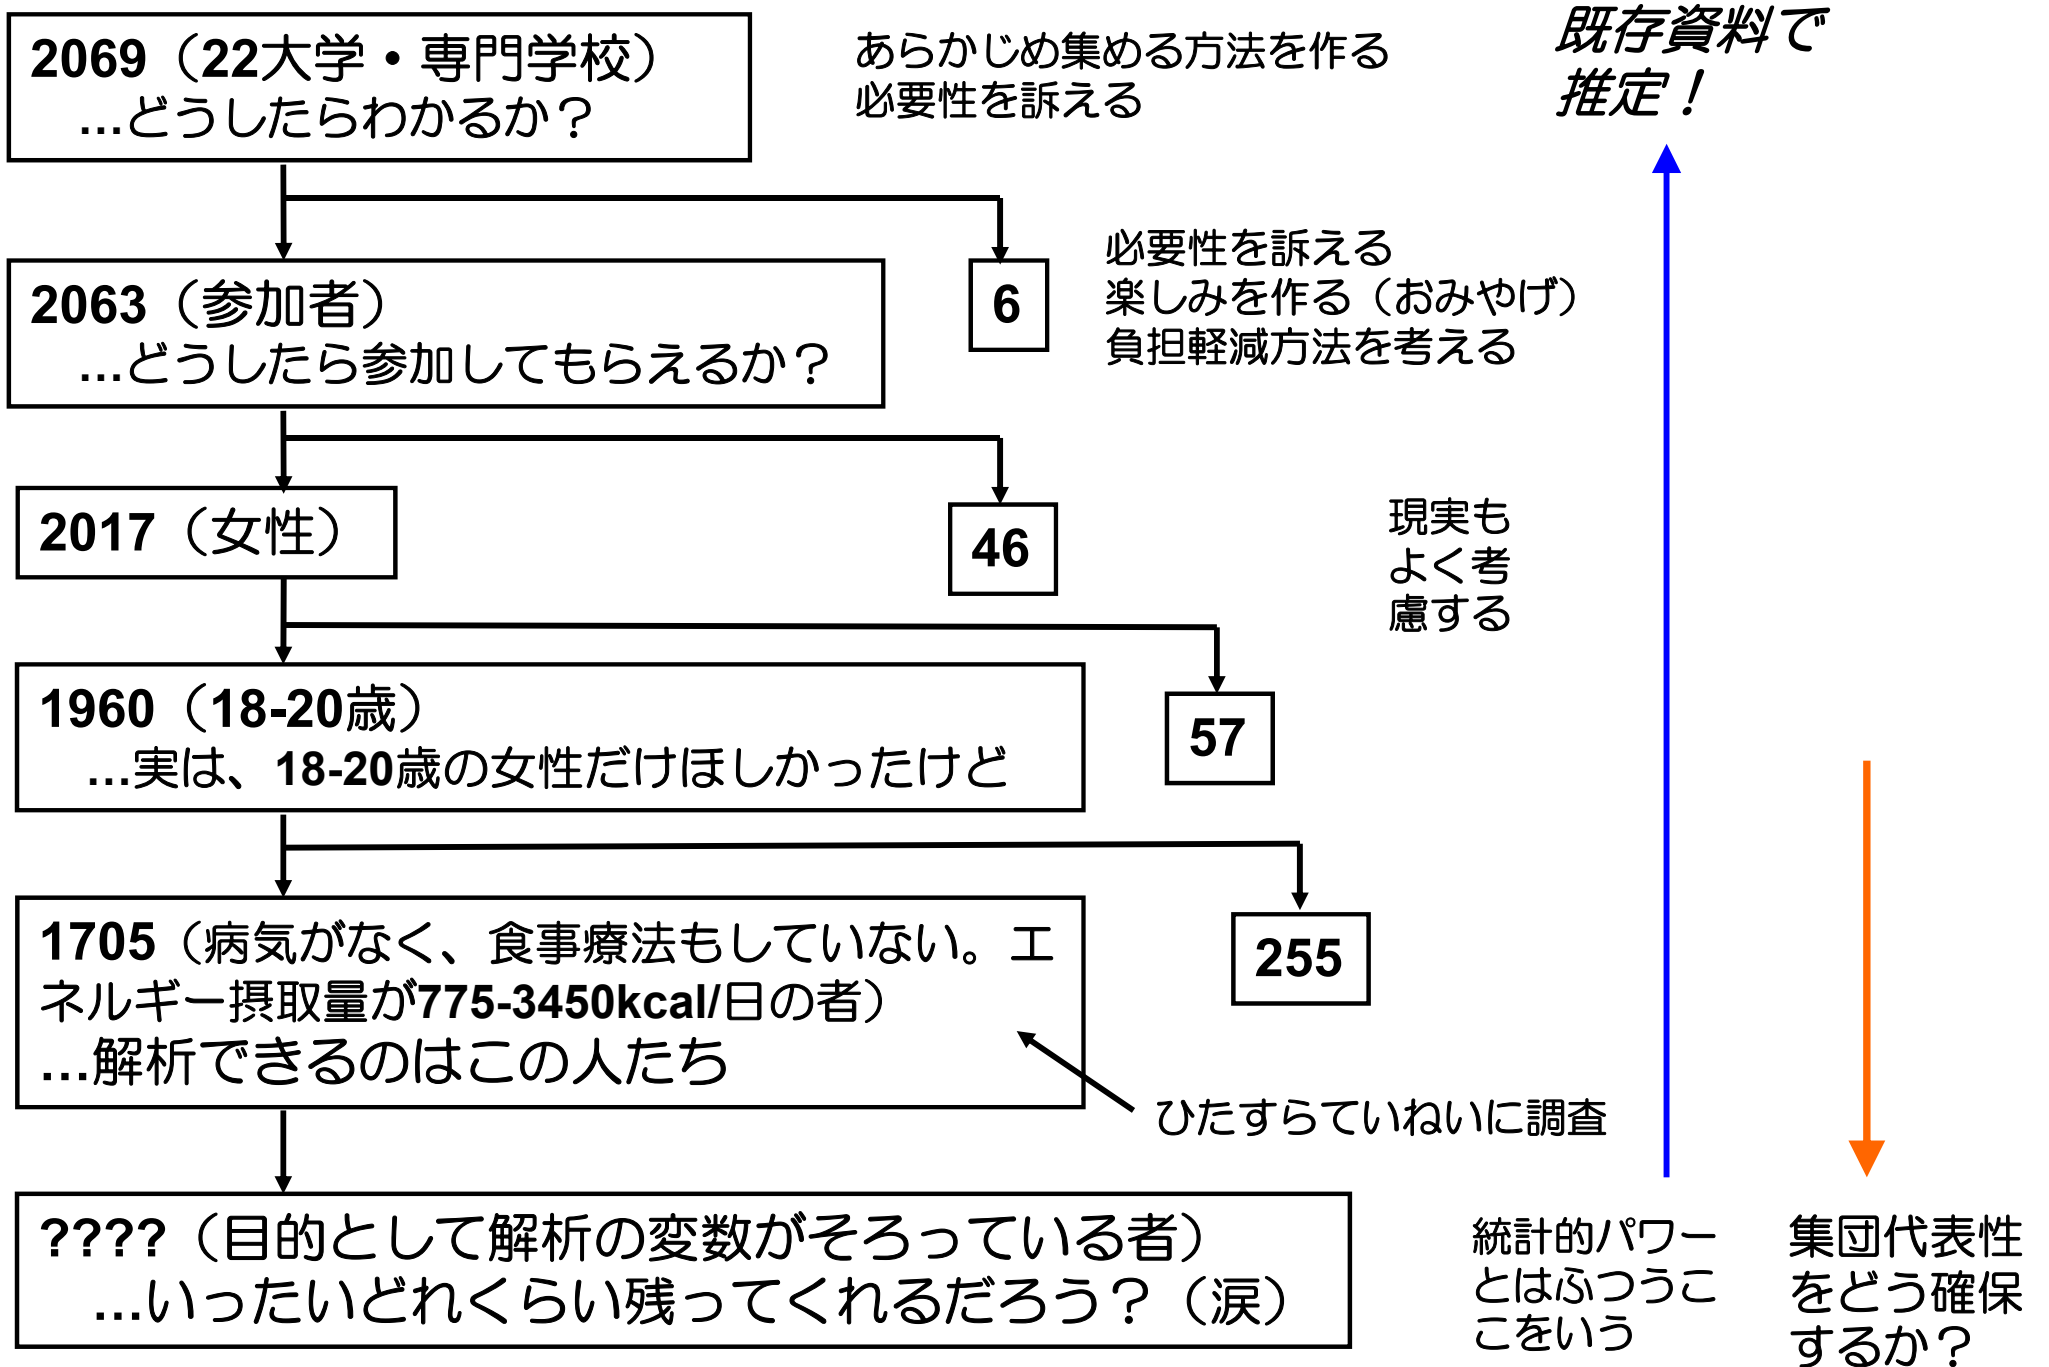 2069（22大学・専門学校）
…どうしたらわかるか？
あらかじめ集める方法を作る
必要性を訴える
既存資料で
推定！
2063（参加者）
…どうしたら参加してもらえるか？
6
必要性を訴える
楽しみを作る（おみやげ）
負担軽減方法を考える
2017（女性）
46
現実も
よく考
慮する
1960（18-20歳）
…実は、18-20歳の女性だけほしかったけど
57
1705（病気がなく、食事療法もしていない。エ
ネルギー摂取量が775-3450kcal/日の者）
…解析できるのはこの人たち
255
ひたすらていねいに調査
????（目的として解析の変数がそろっている者）
…いったいどれくらい残ってくれるだろう？（涙）
統計的パワー
とはふつうこ
こをいう
集団代表性
をどう確保
するか？